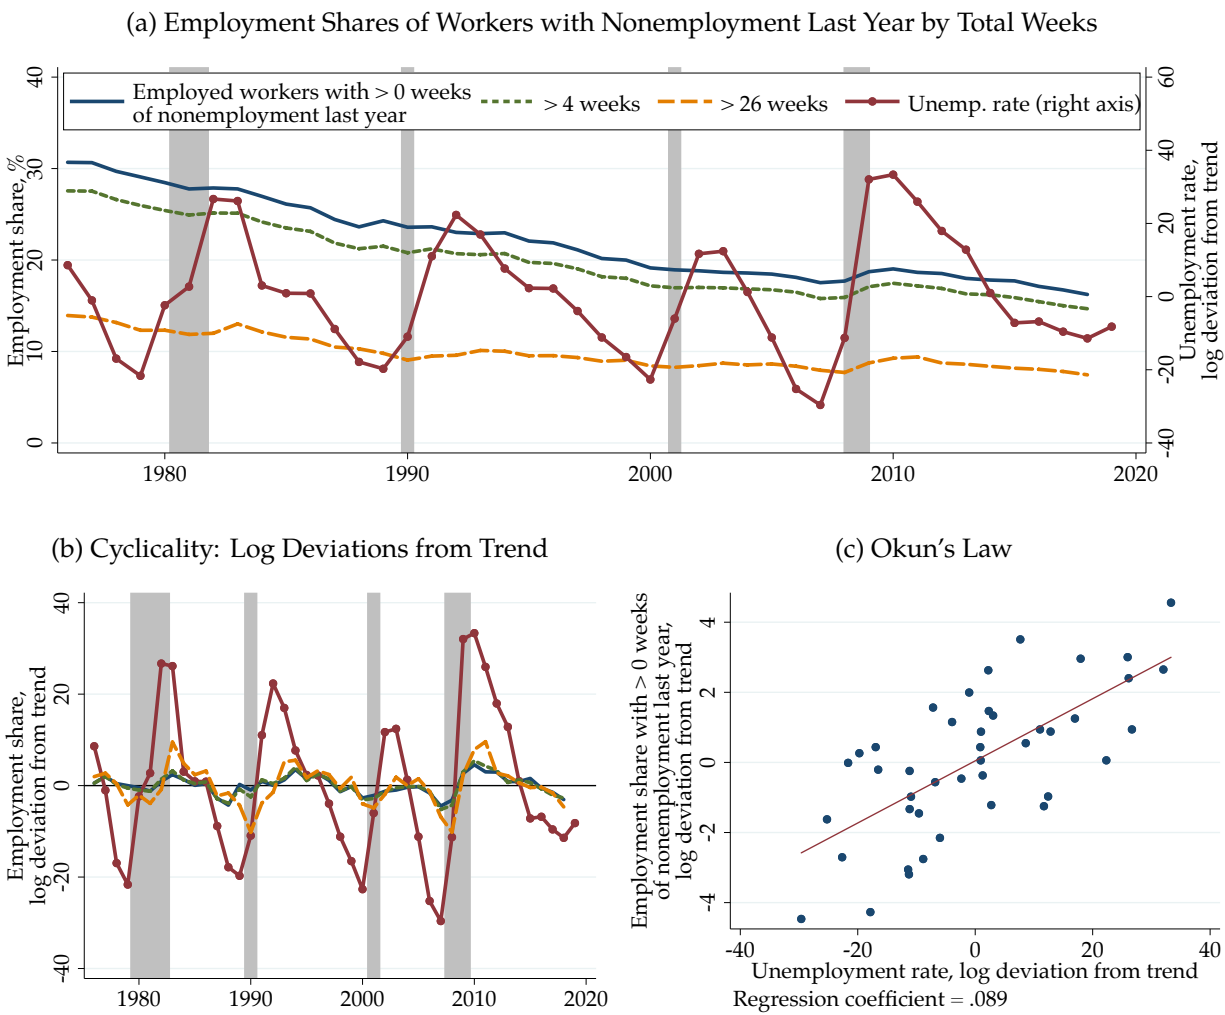 (a) Employment Shares of Workers with Nonemployment Last Year by Total Weeks
Employed workers with > 0 weeks
of nonemployment last year
> 4 weeks
> 26 weeks
Unemp. rate (right axis)
Employment share, %
40
30
20
10
0
Unemployment rate,
log deviation from trend
60
40
20
0
-20
-40
1980
1990
2000
2010
2020
(b) Cyclicality: Log Deviations from Trend
Employment share,
log deviation from trend
40
20
0
-20
-40
1980
1990
2000
2010
2020
(c) Okun's Law
Employment share with > 0 weeks
of nonemployment last year,
log deviation from trend
4
2
0
-2
-4
-40
-20
0
20
40
Unemployment rate, log deviation from trend
Regression coefficient = .089